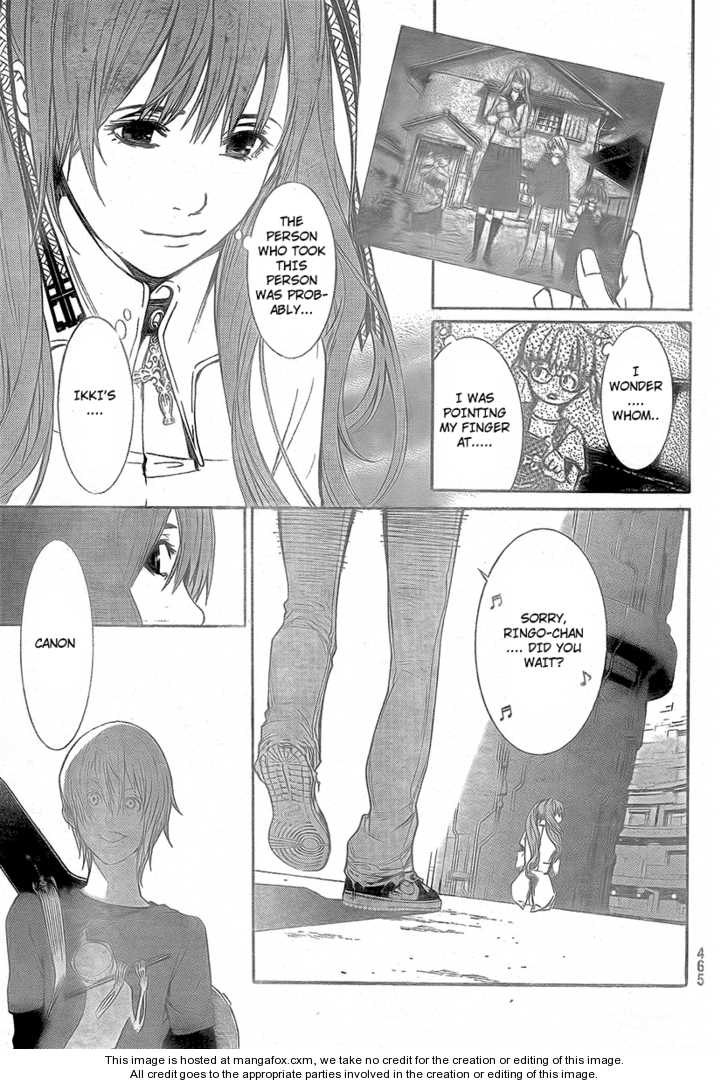 I
WONDER
....
WHOM..
I WAS
POINTING
MY FINGER
AT.....
THE
PERSON
WHO TOOK
THIS
PERSON
WAS PROB-
ABLY...
IKKI'S
....
SORRY,
RINGO-CHAN
.... DID YOU
WAIT?
CANON
465
This image is hosted at mangafox.cxm, we take no credit for the creation or editing of this image.
All credit goes to the appropriate parties involved in the creation or editing of this image.